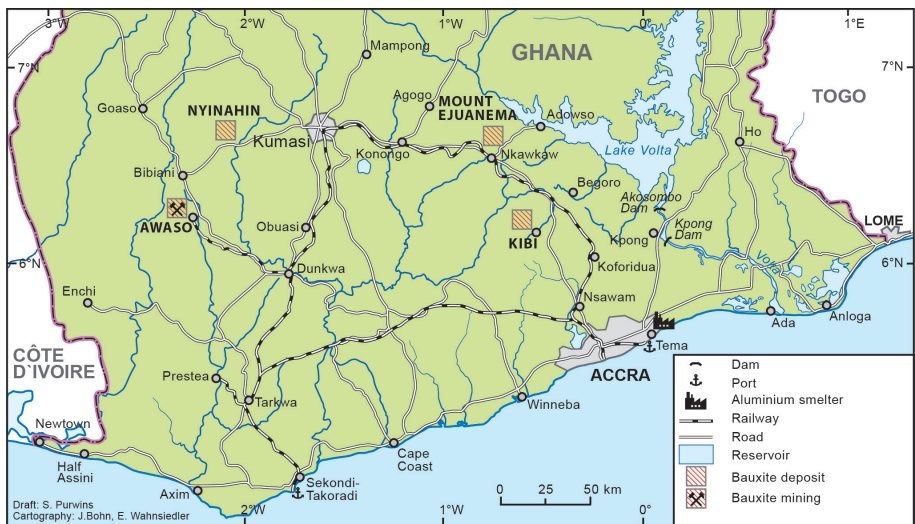 3°W
2°W
1°W
0°
1°E
7°N
7°N
Mampong
GHANA
TOGO
Goaso
NYINAHIN
Agogo
MOUNT
EJUANEMA
Adowso
Kumasi
Konongo
Nkawkaw
Lake Volta
Ho
Bibiani
Begoro
Akosombo
Dam
AWASO
Obuasi
KIBI
Kpong
Kpong
Dam
LOME
6°N
6°N
Dunkwa
Koforidua
Volta
Enchi
Nsawam
Ada
Anloga
CÔTE
D`IVOIRE
Tema
Prestea
ACCRA
Tarkwa
Winneba
Newtown
Half
Assini
Cape
Coast
Axim
Sekondi-
Takoradi
Dam
Port
Aluminium smelter
Railway
Road
Reservoir
Bauxite deposit
Bauxite mining
0 25 50 km
Draft: S. Purwins
Cartography: J.Bohn, E. Wahnsiedler
2°W
1°W
0°